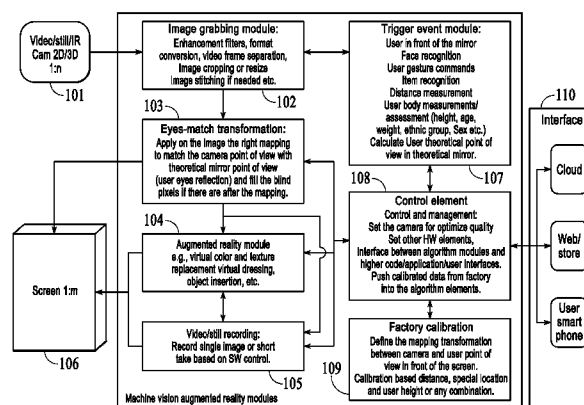 Video/still/IR
Cam 2D/3D
1:n
101
Image grabbing module:
Enhancement filters, format
conversion, video frame separation,
Image cropping or resize
Image stitching if needed etc.
102
103
Eyes-match transformation:
Apply on the Image the right mapping to
match the camera point of view with
theoretical mirror point of view
(user eyes reflection) and fill the blind
pixels if there are after the mapping.
104
Augmented reality module
e.g., virtual color and texture
replacement virtual dressing,
object insertion, etc.
Video/still recording:
Record single image or short
take based on SW control.
105
Screen 1:m
106
Machine vision augmented reality modules
Trigger event module:
User in front of the mirror
Face recognition
User gesture commands
Item recognition
Distance measurement
User body measurements/
assessment (height, age,
weight, ethnic group, Sex etc.)
Calculate User theoretical point of
view in theoretical mirror.
107
108
Control element
Control and management:
Set the camera for optimize quality
Set other HW elements,
Interface between algorithm modules and
higher code/application/user Interfaces.
Push calibrated data from factory
into the algorithm elements.
Factory calibration
Define the mapping transformation
between camera and user point of
view in front of the screen.
Calibration based distance, special location
and user height or any combination.
109
110
Interface
Cloud
Web/
store
User
smart
phone